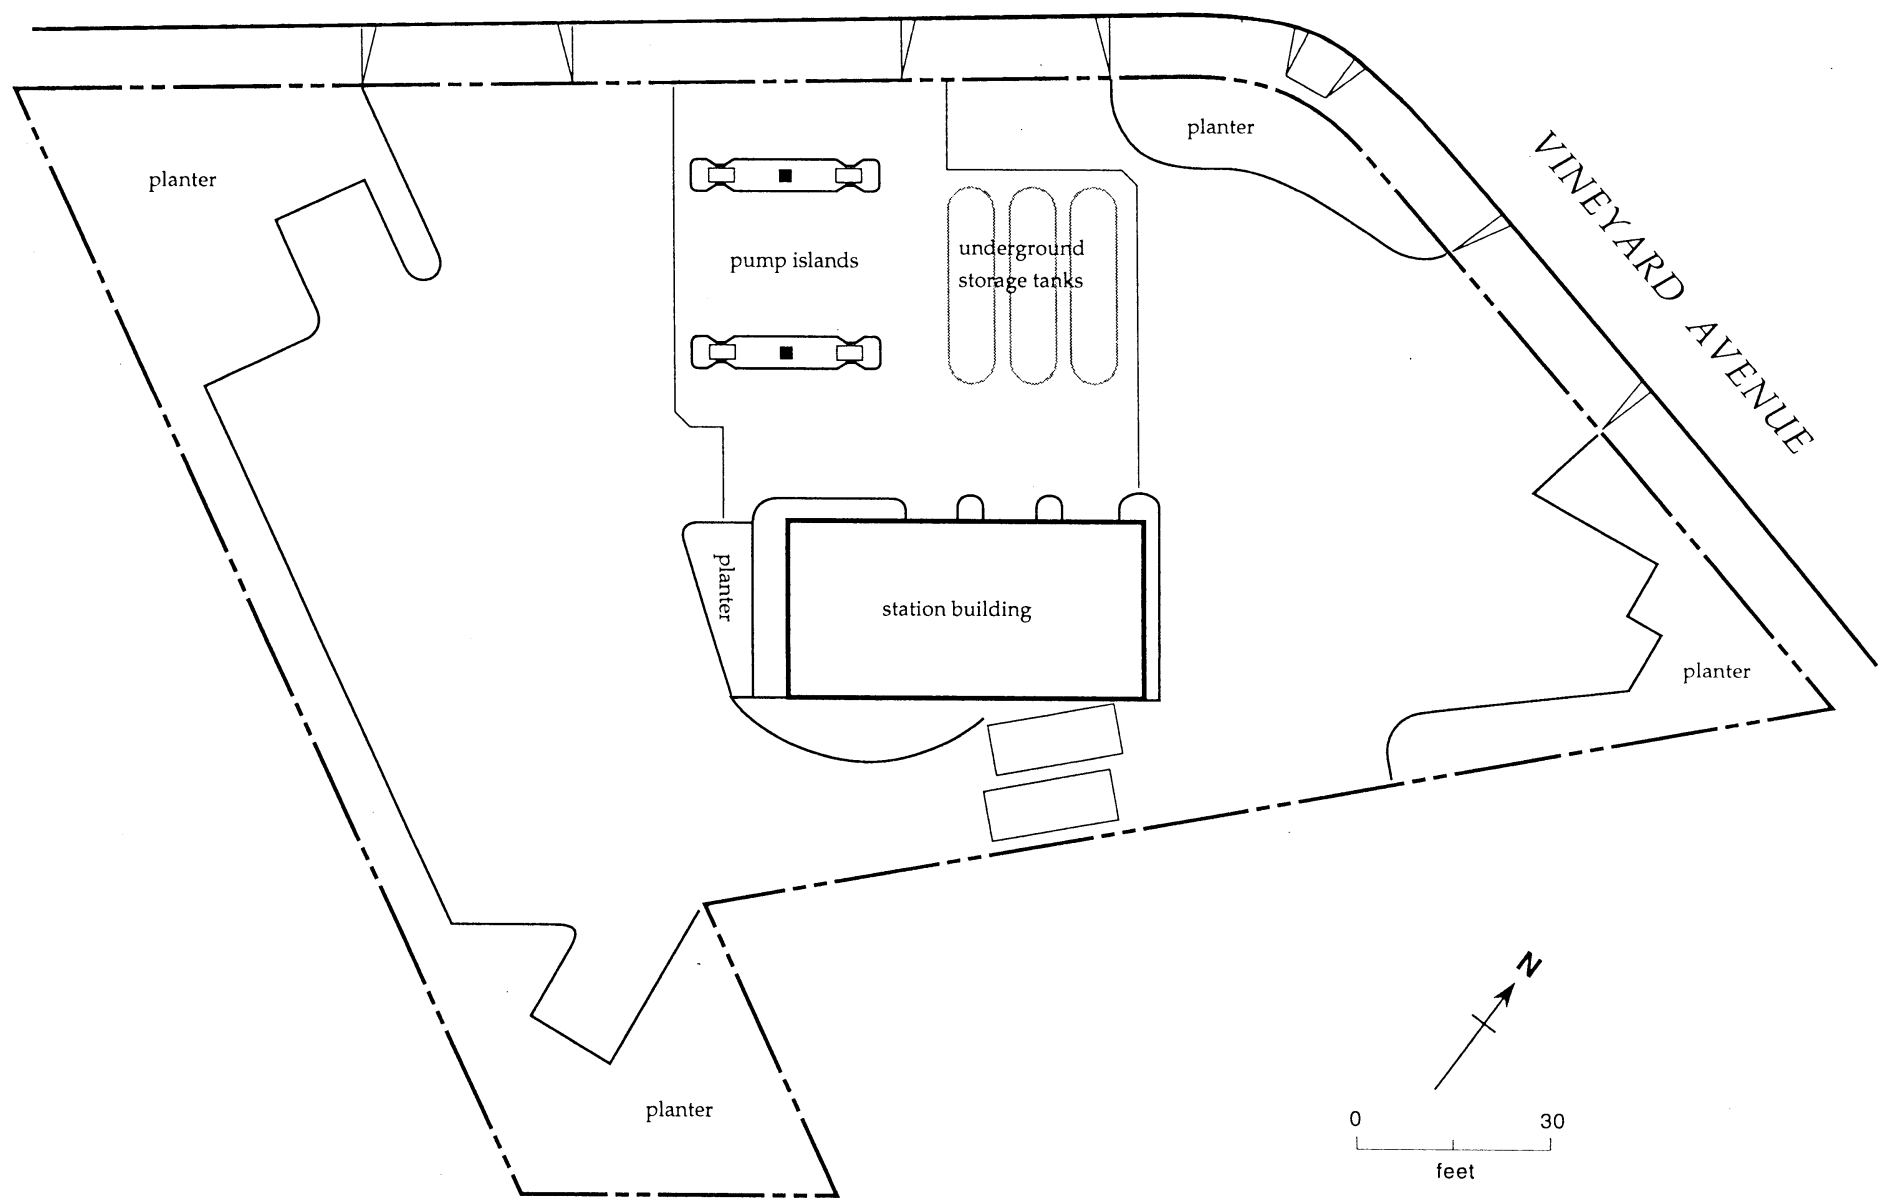 planter
planter
VINEYARD AVENUE
pump islands
underground
storage tanks
planter
station building
planter
N
planter
0 30
feet